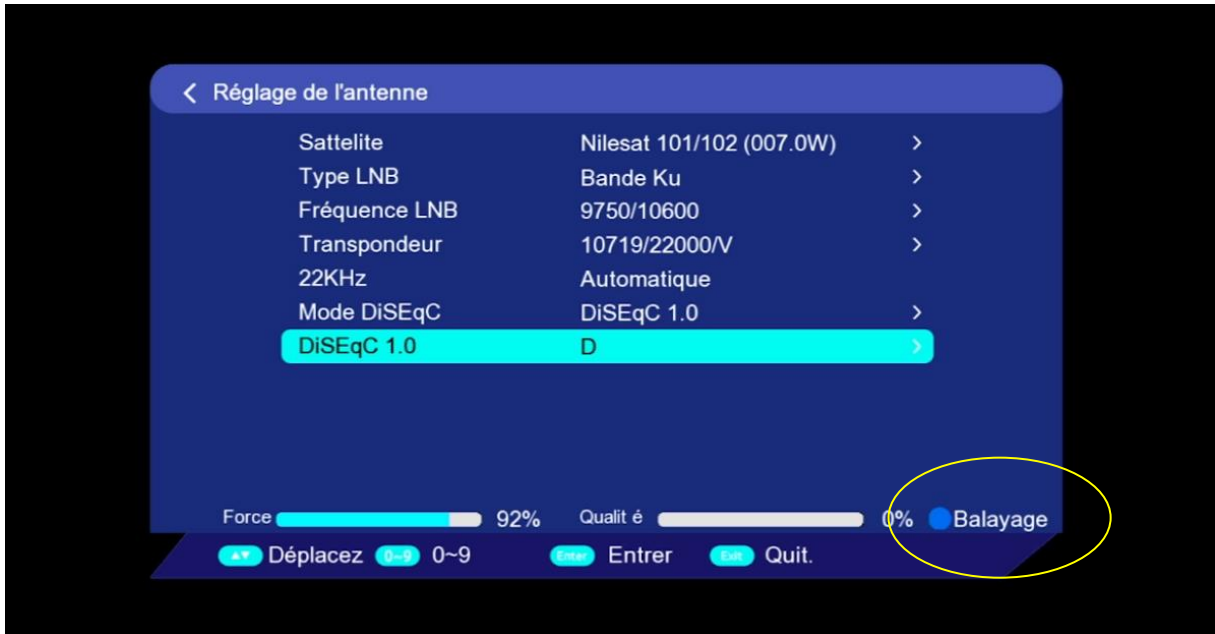 Réglage de l'antenne
Sattelite Nilesat 101/102 (007.0W)
Type LNB Bande Ku
Fréquence LNB 9750/10600
Transpondeur 10719/22000/V
22KHz Automatique
Mode DiSEqC DiSEqC 1.0
DiSEqC 1.0 D
Force 92% Qualit é 0% Balayage
Déplacez 0~9 0~9 Enter Entrer Exit Quit.